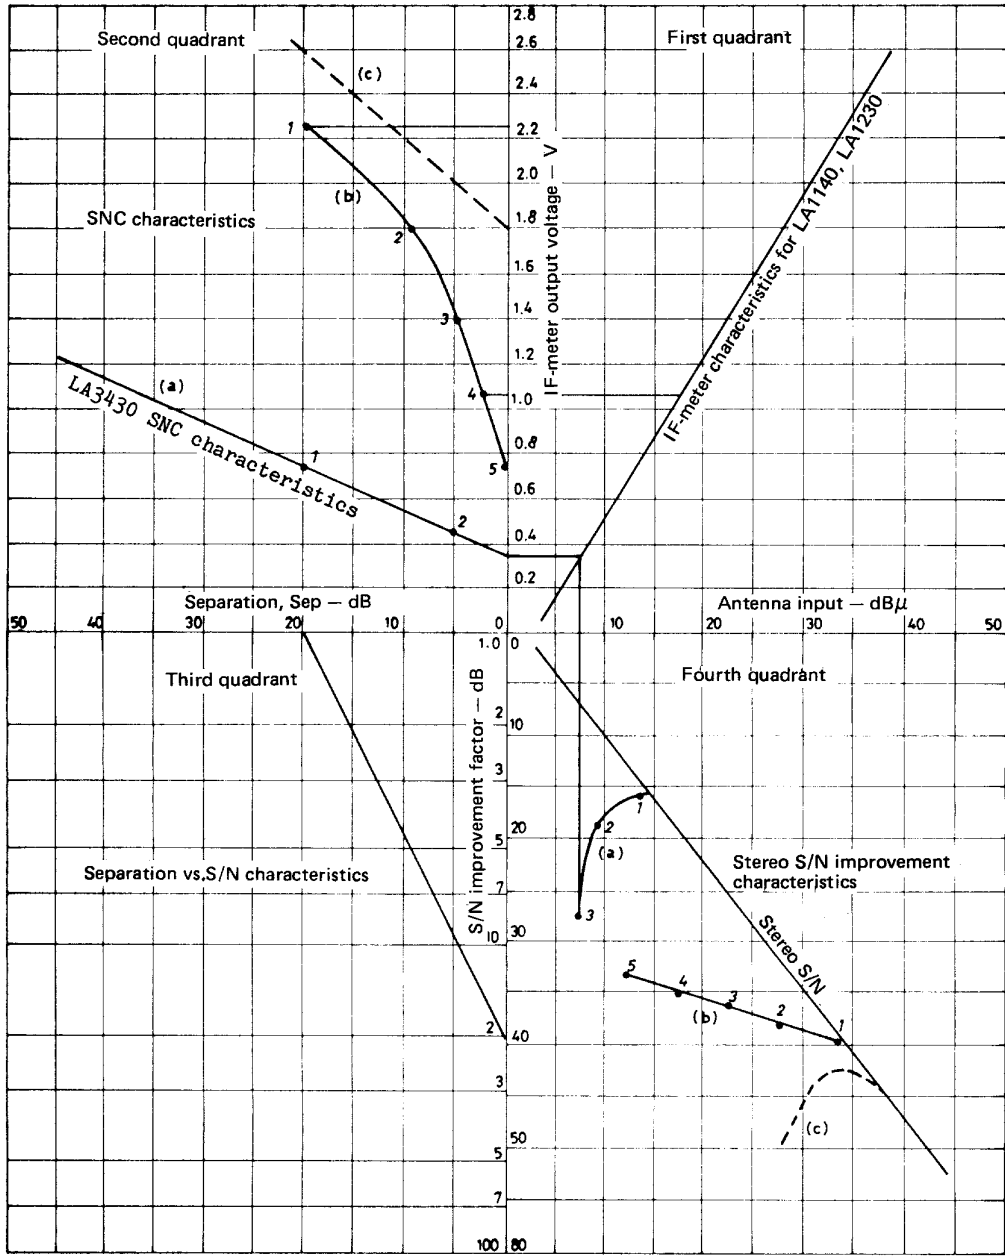 Second quadrant
First quadrant
(c)
1
(b)
2
3
4
5
SNC characteristics
2.8
2.6
2.4
2.2
2.0
1.8
1.6
1.4
1.2
1.0
0.8
0.6
0.4
0.2
IF-meter output voltage — V
IF-meter characteristics for LA1140, LA1230
(a)
LA3430 SNC characteristics
1
2
Separation, Sep — dB
Antenna input — dBμ
50 40 30 20 10 0 10 20 30 40 50
Third quadrant
Fourth quadrant
1.0 0
2 10
3
20
5
7
10 30
2 40
3
50
5
7
100 80
S/N improvement factor — dB
Separation vs,S/N characteristics
1
2
(a)
3
Stereo S/N improvement
characteristics
Stereo S/N
5
4
3
2
1
(b)
(c)